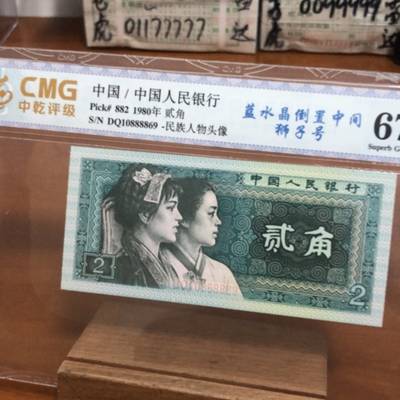 01177777
0099999
CMG
中乾评级
中国 / 中国人民银行
Pick# 882 1980年 贰角
S/N DQ10888869 -民族人物头像
蓝水晶倒置中间
狮子号
67
Superb G
中国人民银行
贰角
2
2